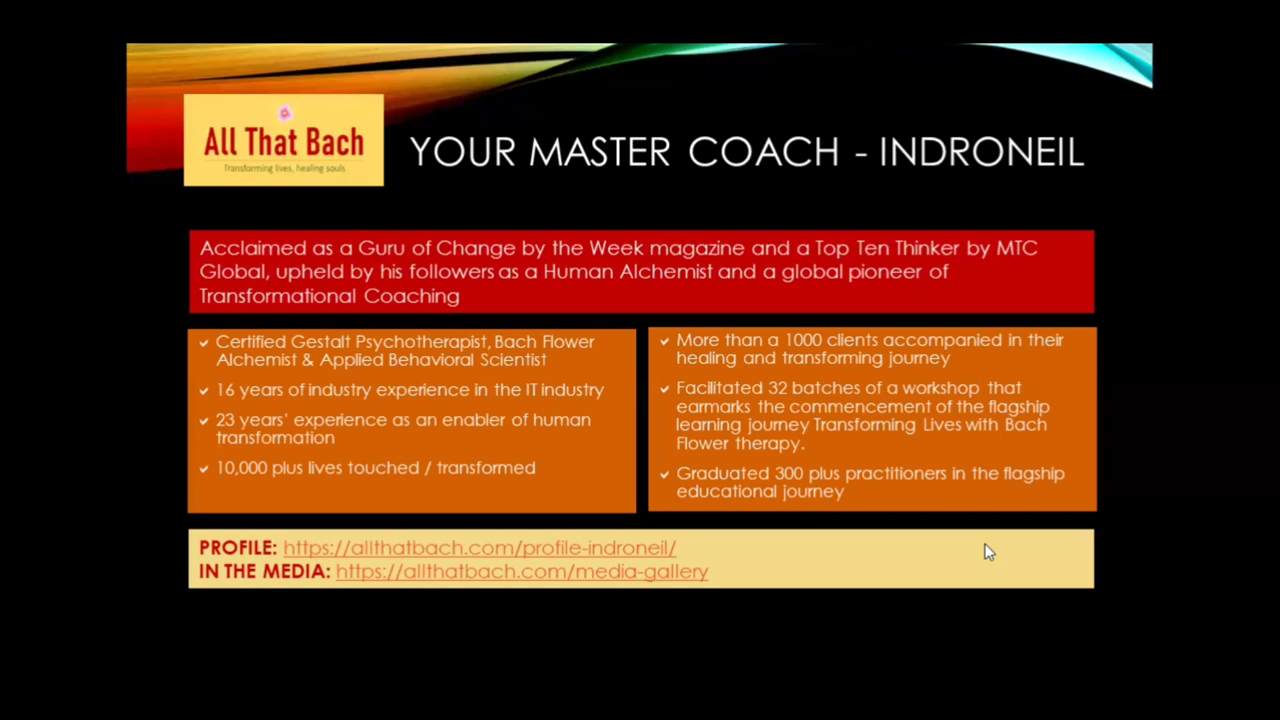 All That Bach
Transforming lives, healing souls
YOUR MASTER COACH - INDRONEIL
Acclaimed as a Guru of Change by the Week magazine and a Top Ten Thinker by MTC
Global, upheld by his followers as a Human Alchemist and a global pioneer of
Transformational Coaching
Certified Gestalt Psychotherapist, Bach Flower
Alchemist & Applied Behavioral Scientist
16 years of industry experience in the IT industry
23 years' experience as an enabler of human
transformation
10,000 plus lives touched / transformed
More than a 1000 clients accompanied in their
healing and transforming journey
Facilitated 32 batches of a workshop that
earmarks the commencement of the flagship
learning journey Transforming Lives with Bach
Flower therapy.
Graduated 300 plus practitioners in the flagship
educational journey
PROFILE: https://allthatbach.com/profile-indroneil/
IN THE MEDIA: https://allthatbach.com/media-gallery